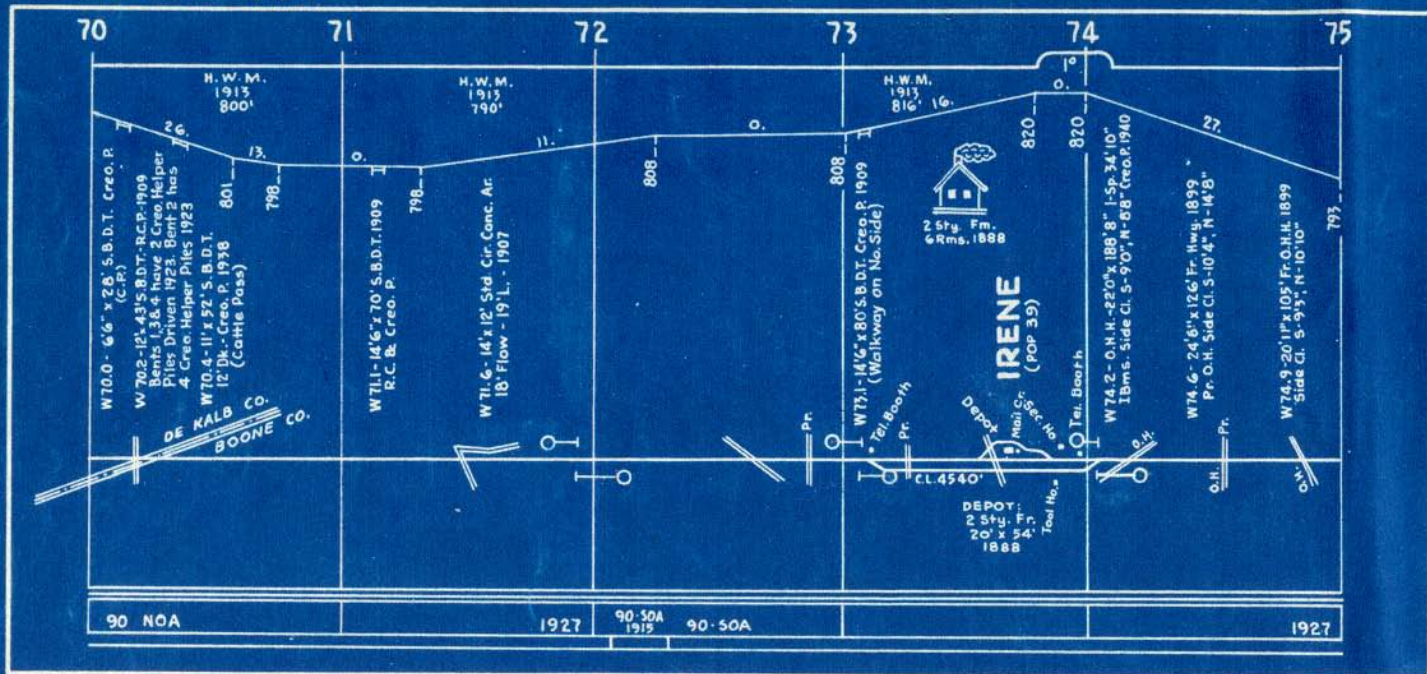 70 71 72 73 74 75
1°
H.W.M.
1913
800'
H.W.M.
1913
790'
H.W.M.
1913
816'
26. 13. 0. 11. 0. 16. 0. 27.
801 798 798 808 808 820 820 793
W70.0 - 6'6" x 28' S.B.D.T. Creo. P.
(C.P.)
W70.2-12'x43' S.B.D.T.-R.C.P.-1909
Bents 1,3 & 4 have 2 Creo. Helper
Piles Driven 1923. Bent 2 has
4 Creo. Helper Piles 1923
W70.4-11' x 52' S.B.D.T.
12' Dk.-Creo. P. 1938
(Cattle Pass)
W71.1-14'6" x 70' S.B.D.T. 1909
R.C. & Creo. P.
W71.6-14'x12' Std. Cir. Conc. Ar.
18' Flow-19' L. - 1907
W73.1-14'6" x 80' S.B.D.T. Creo. P. 1909
(Walkway on No. Side)
2 Sty. Fm.
6 Rms. 1888
IRENE
(POP 39)
W74.2-O.H.H.-22'0" x 188'8" 1-Sp. 34'10"
I Bms. Side Cl. S-9'0", N-8'8" Creo. P. 1940
W74.6-24'8" x 126' Fr. Hwy. 1899
Pr. O.H. Side Cl. S-10'4", N-14'8"
W74.9-20'11" x 105' Fr. O.H.H. 1899
Side Cl. S-9'3", N-10'10"
DE KALB CO.
BOONE CO.
Pr.
Tel. Booth
Pr.
Depot
Mail Cr.
Sec. Ho.
Tel. Booth
O.H.
O.H. Pr.
O.H.
C.L. 4540'
Tool Ho.
DEPOT:
2 Sty. Fr.
20' x 54'
1888
90 NOA 1927
90-SOA
1915
90-SOA 1927